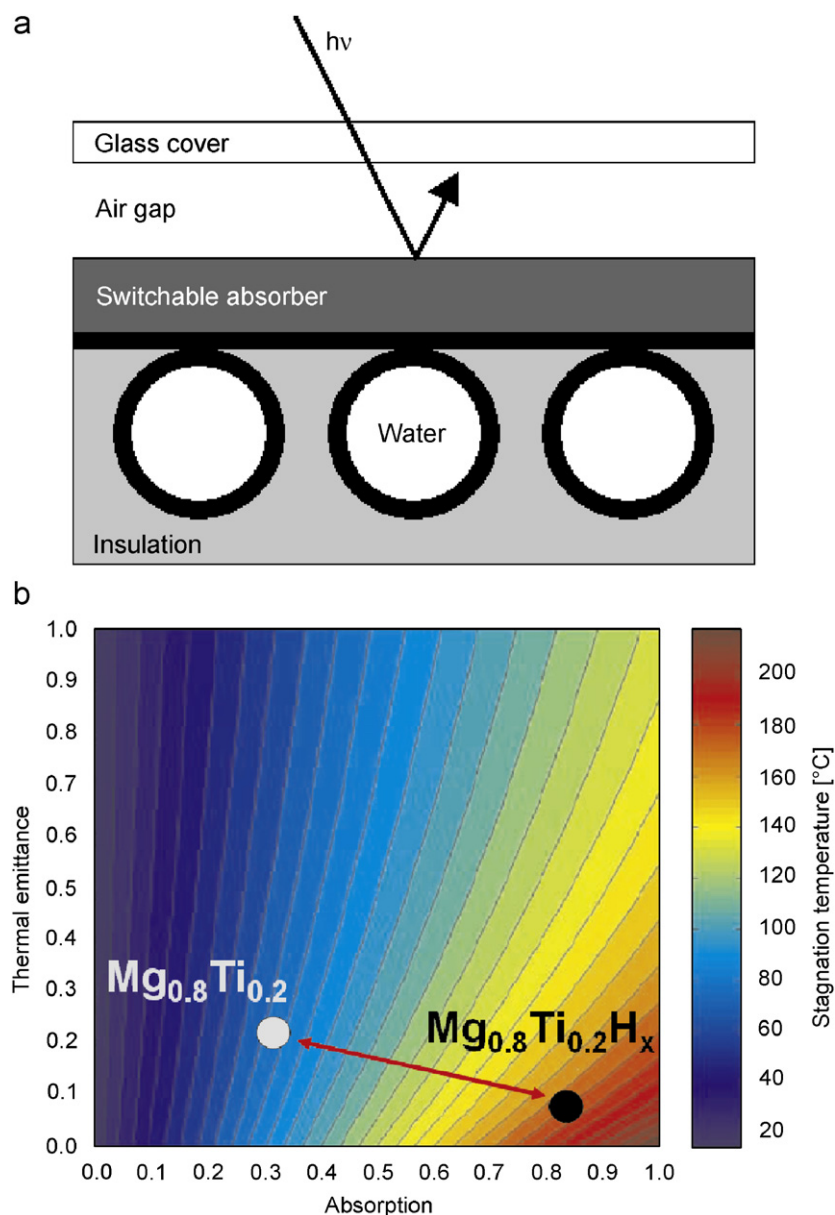 a
hν
Glass cover
Air gap
Switchable absorber
Water
Insulation
b
1.0
0.9
0.8
0.7
0.6
0.5
0.4
0.3
0.2
0.1
0.0
Thermal emittance
Mg0.8Ti0.2
Mg0.8Ti0.2Hx
0.0 0.1 0.2 0.3 0.4 0.5 0.6 0.7 0.8 0.9 1.0
Absorption
200
180
160
140
120
100
80
60
40
20
Stagnation temperature [°C]